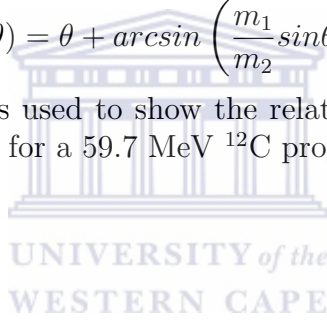 θ) = θ + arcsin (m₁/m₂ sinθ
s used to show the relat
for a 59.7 MeV ¹²C pro
UNIVERSITY of the
WESTERN CAPE